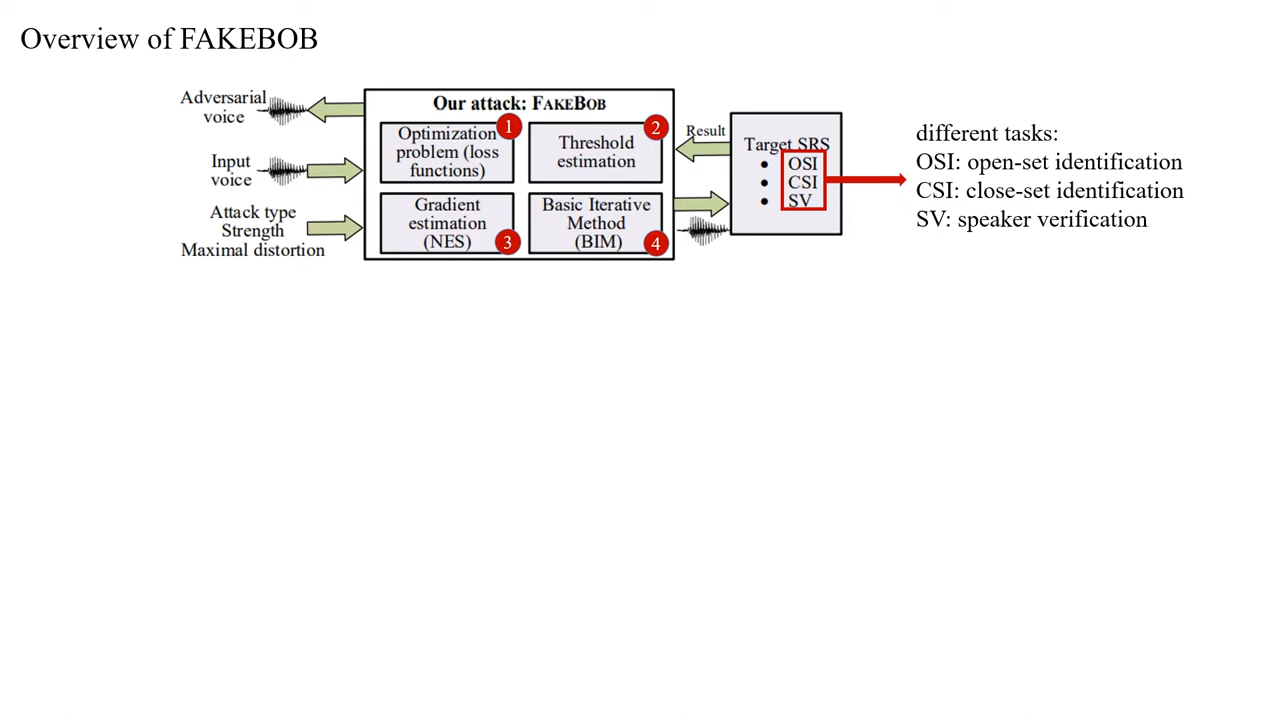 Overview of FAKEBOB
Adversarial
voice
Input
voice
Attack type
Strength
Maximal distortion
Our attack: FAKEBOB
Optimization
problem (loss
functions)
1
Threshold
estimation
2
Gradient
estimation
(NES)
3
Basic Iterative
Method
(BIM)
4
Result
Target SRS
• OSI
• CSI
• SV
different tasks:
OSI: open-set identification
CSI: close-set identification
SV: speaker verification